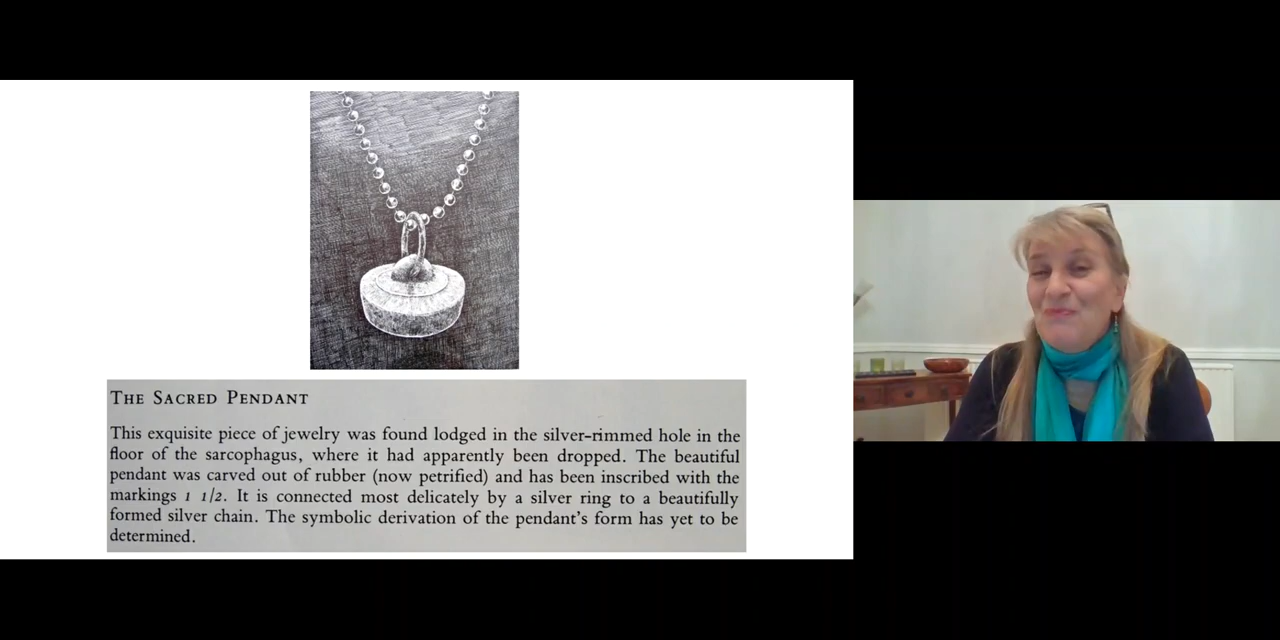 THE SACRED PENDANT
This exquisite piece of jewelry was found lodged in the silver-rimmed hole in the
floor of the sarcophagus, where it had apparently been dropped. The beautiful
pendant was carved out of rubber (now petrified) and has been inscribed with the
markings 1 1/2. It is connected most delicately by a silver ring to a beautifully
formed silver chain. The symbolic derivation of the pendant's form has yet to be
determined.